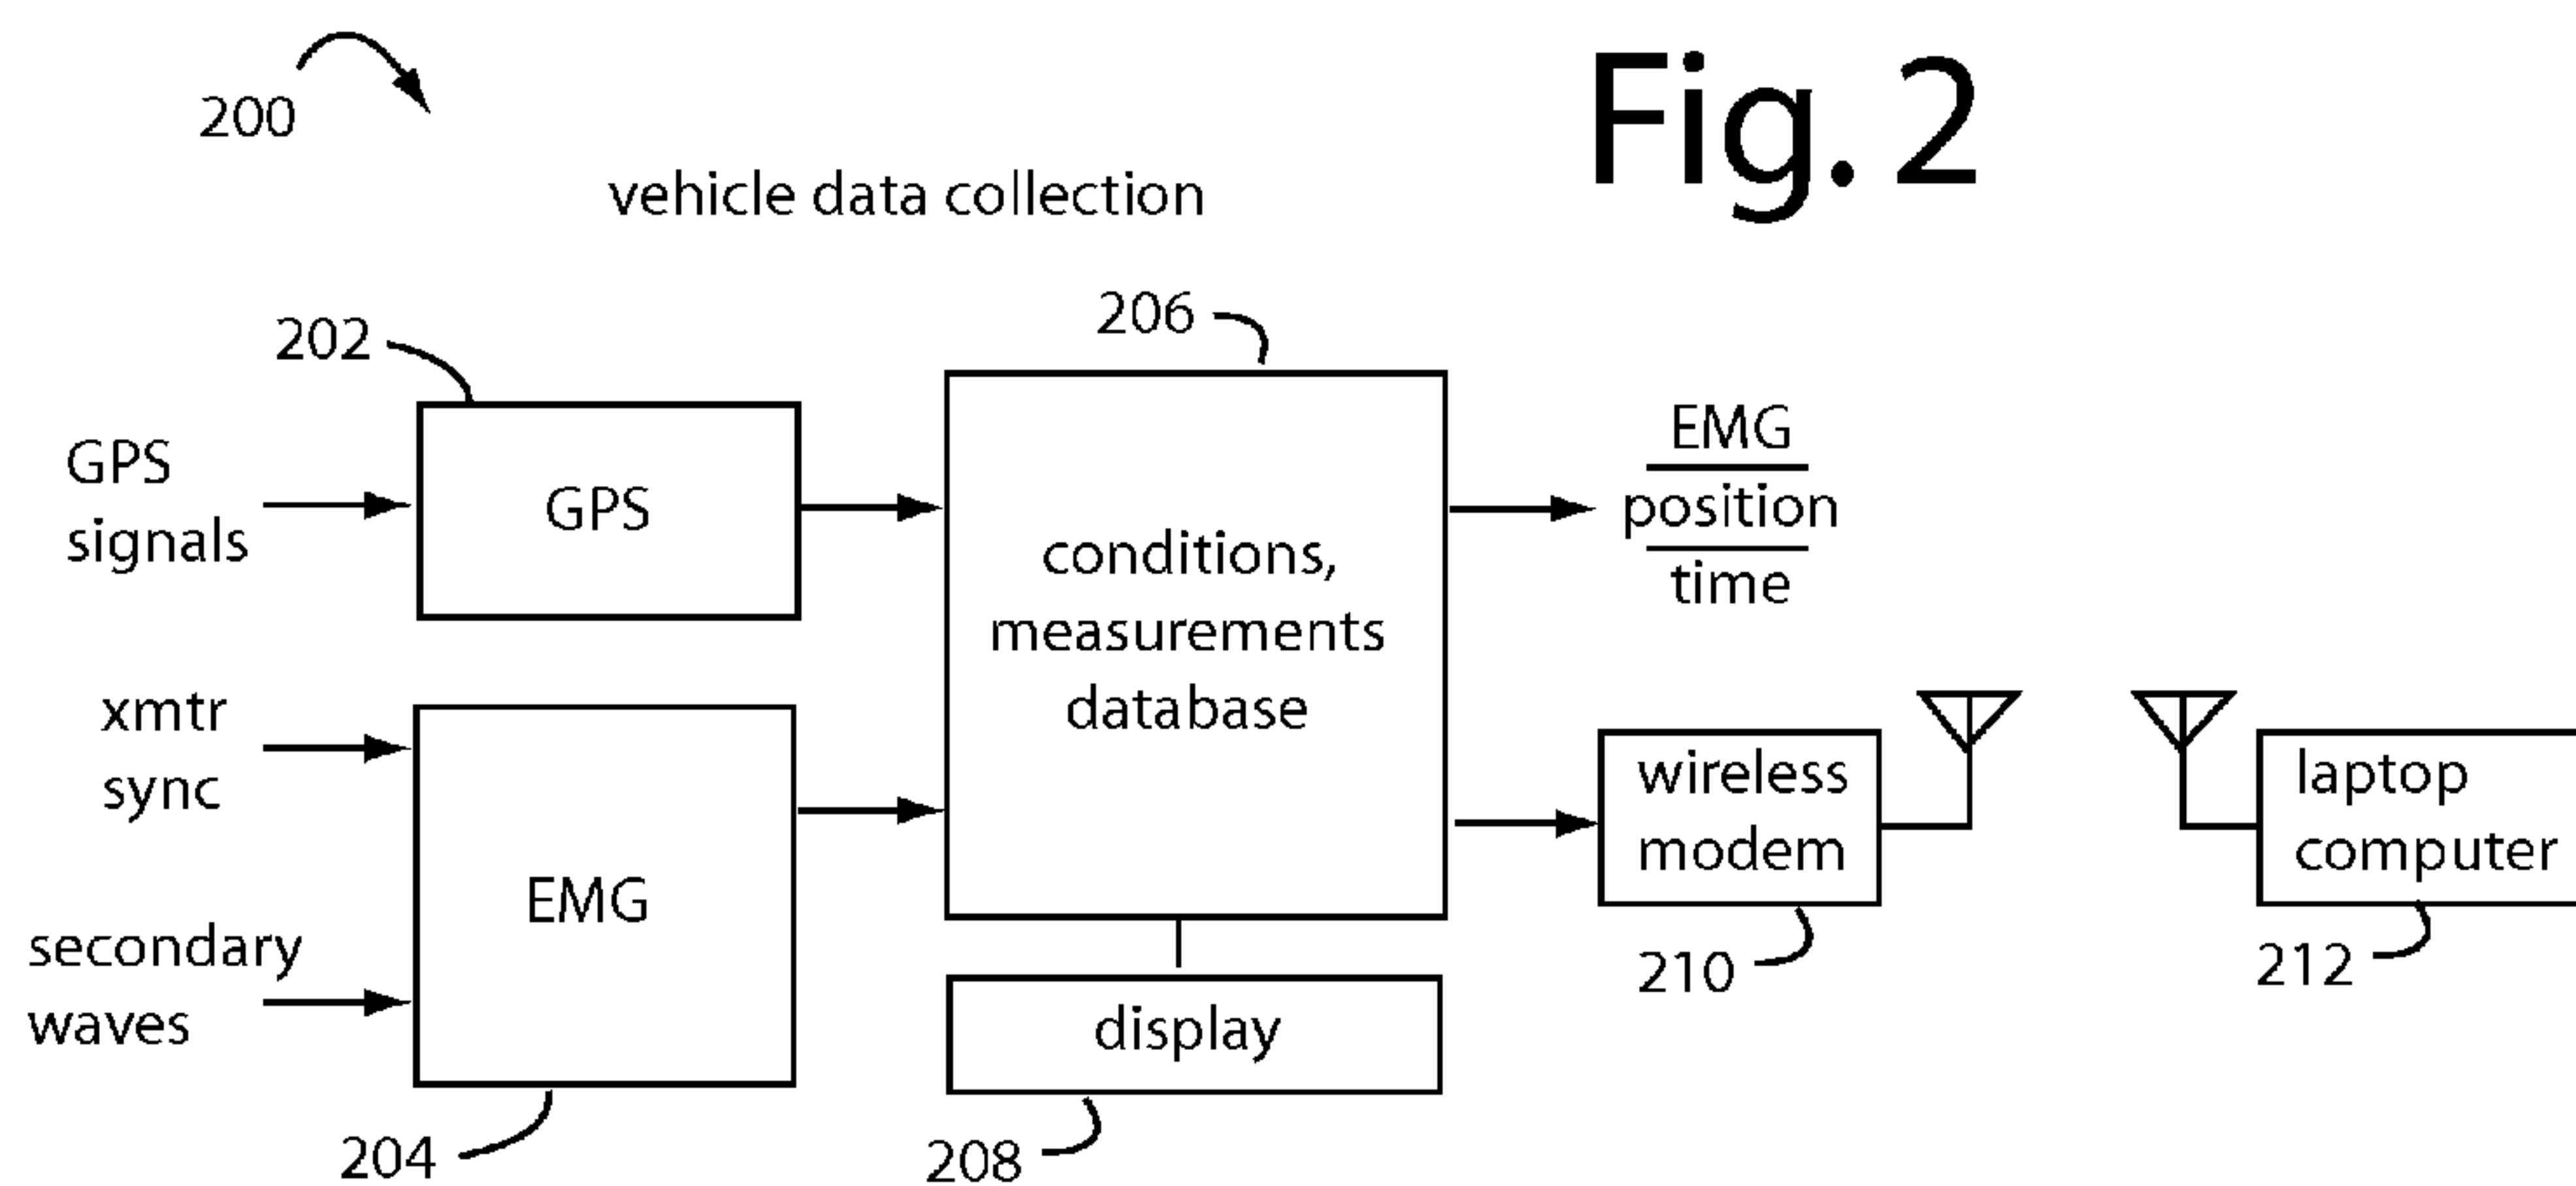 200
Fig. 2
vehicle data collection
202
206
GPS
signals
GPS
conditions,
measurements
database
EMG
position
time
xmtr
sync
secondary
waves
EMG
204
display
208
wireless
modem
210
laptop
computer
212